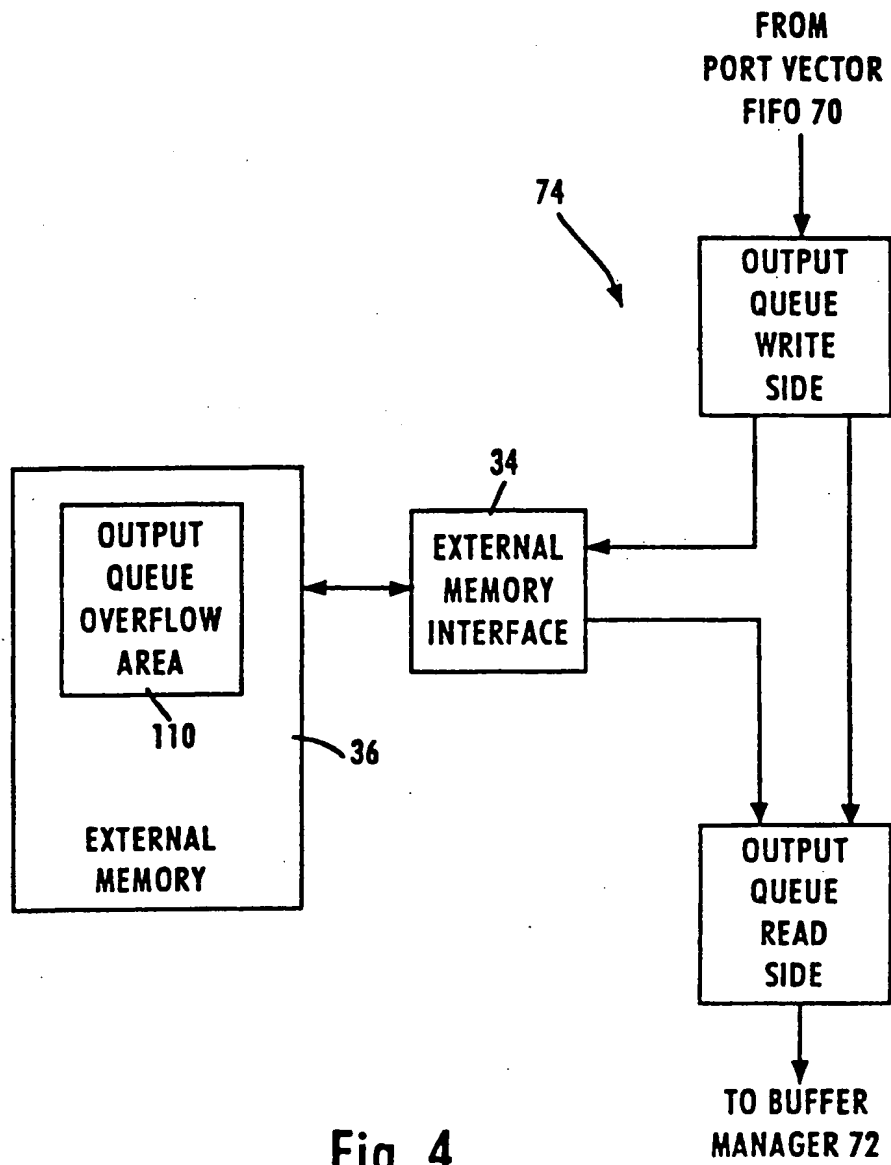 FROM
PORT VECTOR
FIFO 70
74
OUTPUT
QUEUE
WRITE
SIDE
34
EXTERNAL
MEMORY
INTERFACE
OUTPUT
QUEUE
OVERFLOW
AREA
110
36
EXTERNAL
MEMORY
OUTPUT
QUEUE
READ
SIDE
TO BUFFER
MANAGER 72
Fig. 4